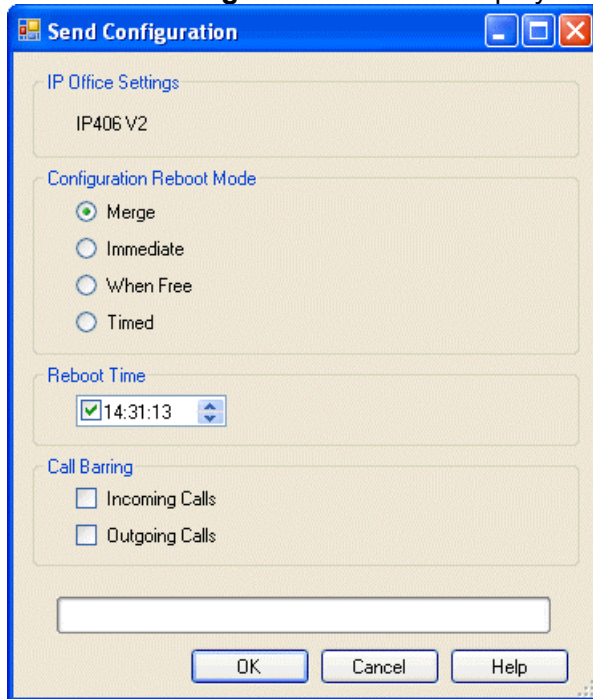 Send Configuration
IP Office Settings
IP406 V2
Configuration Reboot Mode
Merge
Immediate
When Free
Timed
Reboot Time
14:31:13
Call Barring
Incoming Calls
Outgoing Calls
OK Cancel Help